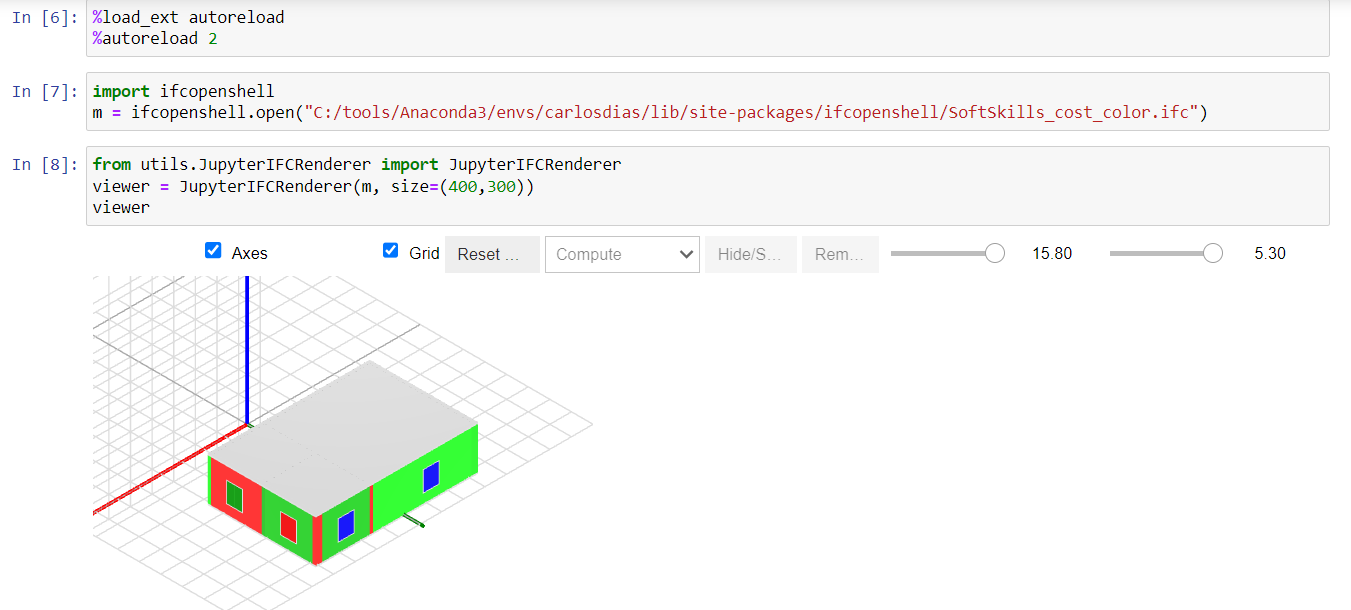 In [6]: %load_ext autoreload
%autoreload 2
In [7]: import ifcopenshell
m = ifcopenshell.open("C:/tools/Anaconda3/envs/carlosdias/lib/site-packages/ifcopenshell/SoftSkills_cost_color.ifc")
In [8]: from utils.JupyterIFCRenderer import JupyterIFCRenderer
viewer = JupyterIFCRenderer(m, size=(400,300))
viewer
Axes Grid Reset ... Compute Hide/S... Rem... 15.80 5.30